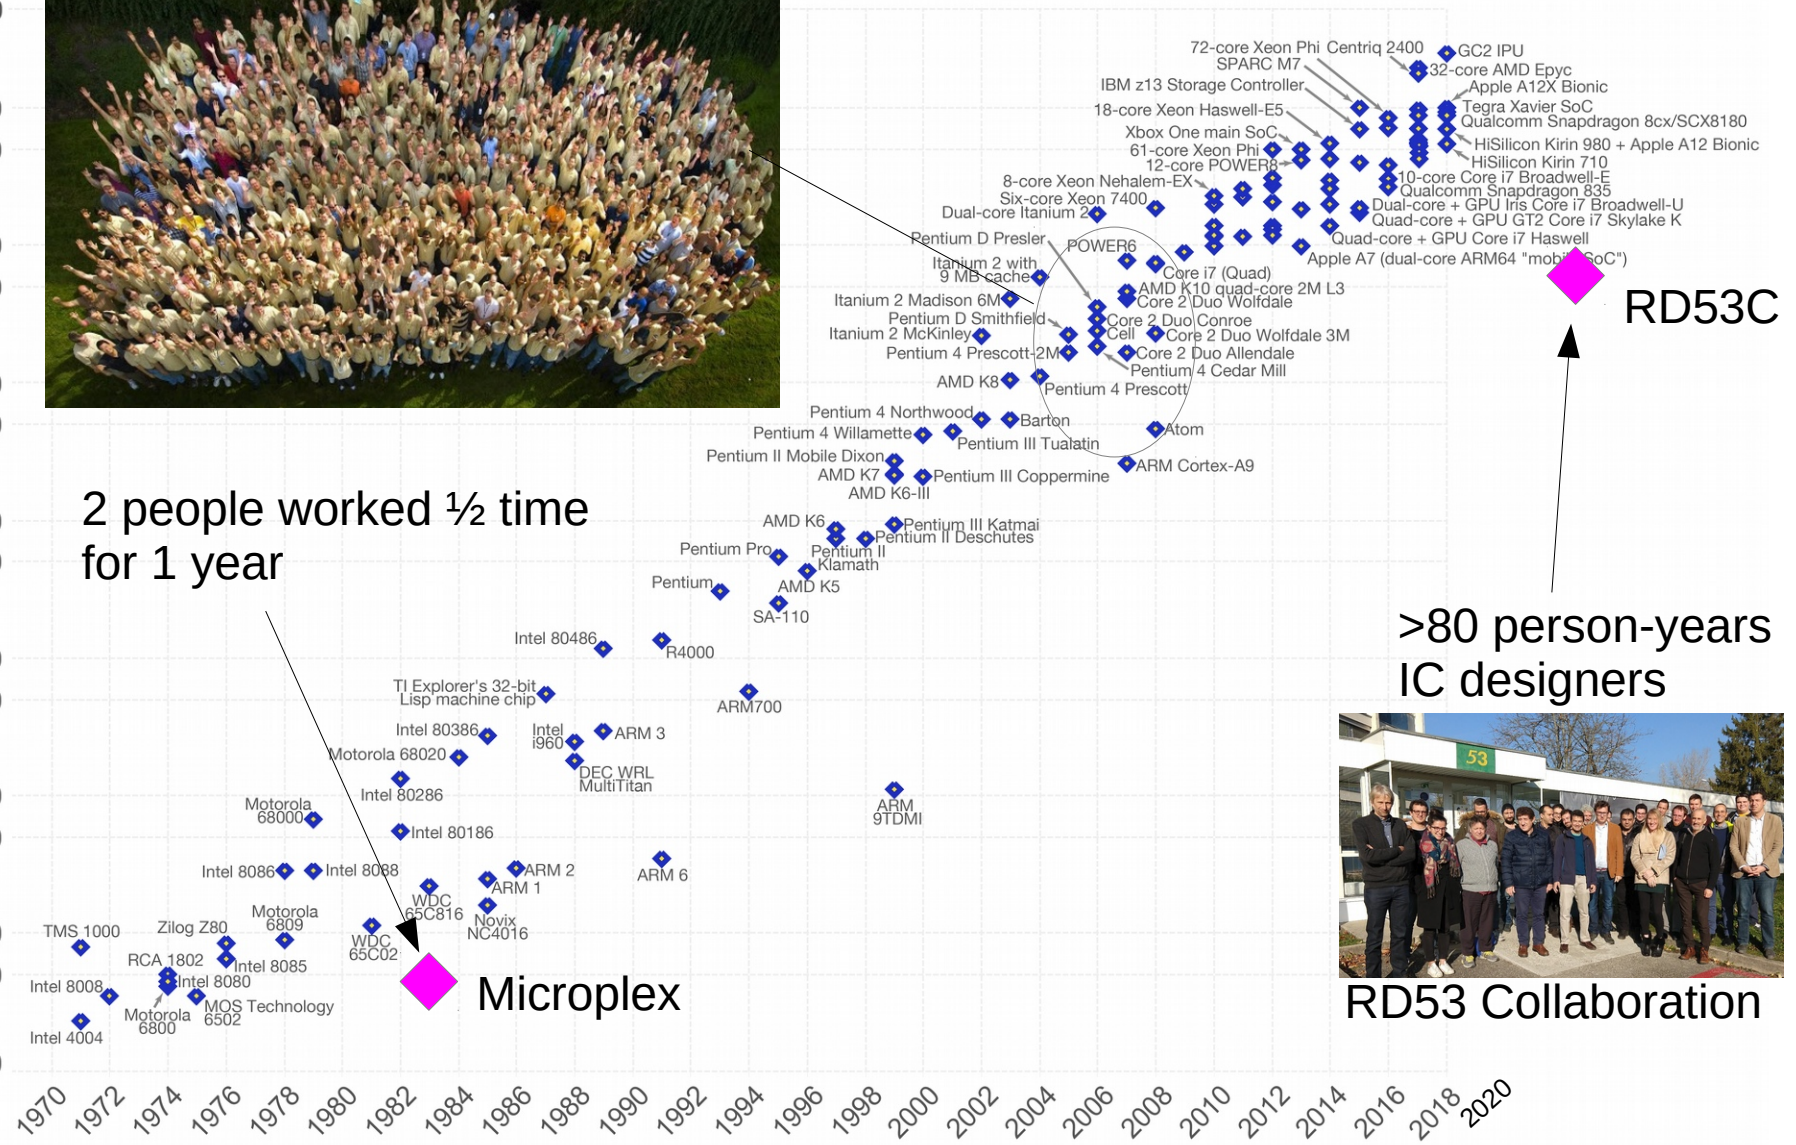 72-core Xeon Phi
Centriq 2400
GC2 IPU
SPARC M7
32-core AMD Epyc
IBM z13 Storage Controller
Apple A12X Bionic
18-core Xeon Haswell-E5
Tegra Xavier SoC
Qualcomm Snapdragon 8cx/SCX8180
Xbox One main SoC
61-core Xeon Phi
HiSilicon Kirin 980 + Apple A12 Bionic
12-core POWER8
HiSilicon Kirin 710
8-core Xeon Nehalem-EX
10-core Core i7 Broadwell-E
Six-core Xeon 7400
Qualcomm Snapdragon 835
Dual-core Itanium 2
Dual-core + GPU Iris Core i7 Broadwell-U
Quad-core + GPU GT2 Core i7 Skylake K
Pentium D Presler
POWER6
Quad-core + GPU Core i7 Haswell
Itanium 2 with
9 MB cache
Apple A7 (dual-core ARM64 "mobile SoC")
Core i7 (Quad)
AMD K10 quad-core 2M L3
Itanium 2 Madison 6M
Core 2 Duo Wolfdale
RD53C
Pentium D Smithfield
Core 2 Duo Conroe
Itanium 2 McKinley
Cell
Core 2 Duo Wolfdale 3M
Pentium 4 Prescott-2M
Core 2 Duo Allendale
Pentium 4 Cedar Mill
AMD K8
Pentium 4 Prescott
Pentium 4 Northwood
Barton
Pentium 4 Willamette
Pentium III Tualatin
Atom
Pentium II Mobile Dixon
ARM Cortex-A9
AMD K7
Pentium III Coppermine
AMD K6-III
2 people worked ½ time
for 1 year
AMD K6
Pentium III Katmai
Pentium II Deschutes
Pentium Pro
Pentium II
Klamath
Pentium
AMD K5
SA-110
>80 person-years
IC designers
Intel 80486
R4000
TI Explorer's 32-bit
Lisp machine chip
ARM700
Intel 80386
Intel
i960
ARM 3
Motorola 68020
DEC WRL
MultiTitan
53
Intel 80286
Motorola
68000
ARM
9TDMI
Intel 80186
Intel 8086
Intel 8088
ARM 2
ARM 6
ARM 1
WDC
65C816
Motorola
6809
Novix
NC4016
TMS 1000
Zilog Z80
WDC
65C02
RCA 1802
Intel 8085
Intel 8080
Intel 8008
Microplex
RD53 Collaboration
MOS Technology
6502
Motorola
6800
Intel 4004
1970
1972
1974
1976
1978
1980
1982
1984
1986
1988
1990
1992
1994
1996
1998
2000
2002
2004
2006
2008
2010
2012
2014
2016
2018
2020